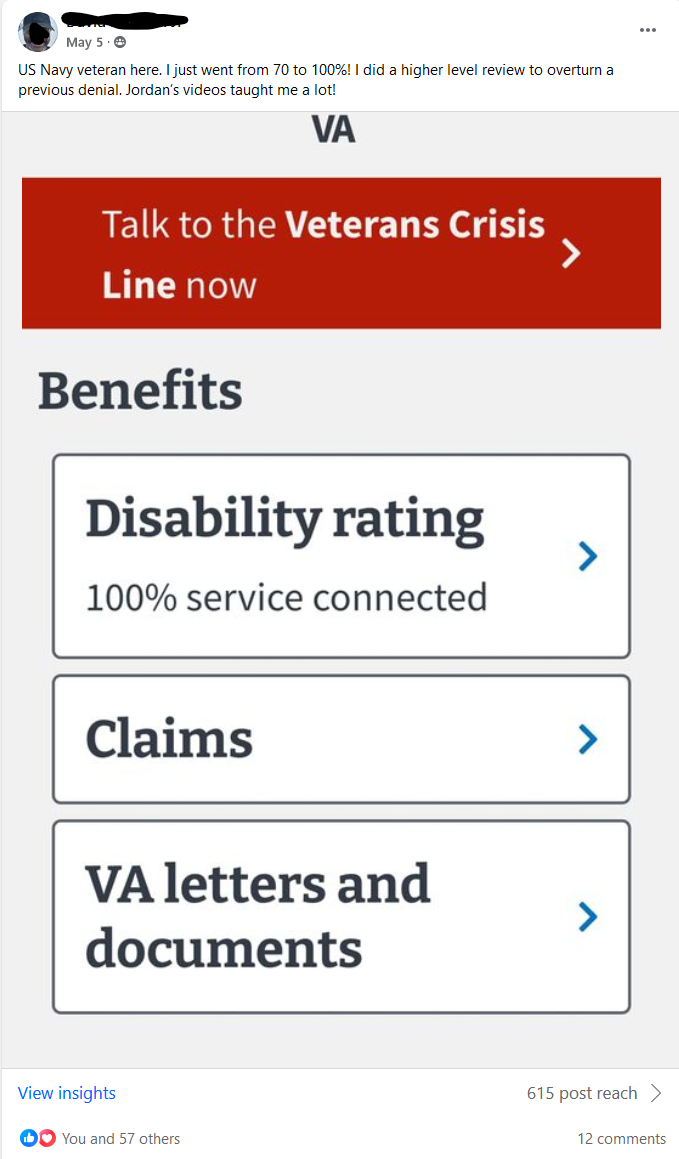 May 5 ·
US Navy veteran here. I just went from 70 to 100%! I did a higher level review to overturn a
previous denial. Jordan's videos taught me a lot!
VA
Talk to the Veterans Crisis
Line now
Benefits
Disability rating
100% service connected
Claims
VA letters and
documents
View insights
615 post reach
You and 57 others
12 comments